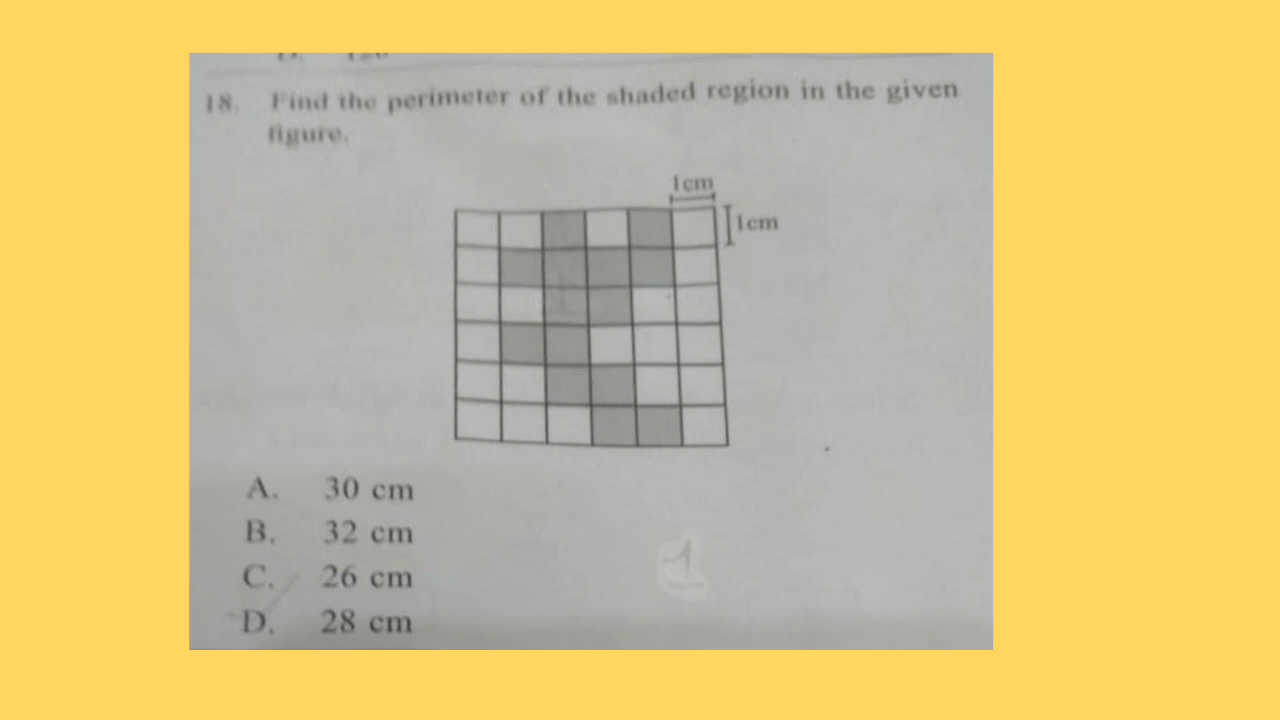 18. Find the perimeter of the shaded region in the given
figure.
1cm
1cm
A. 30 cm
B. 32 cm
C. 26 cm
D. 28 cm
1